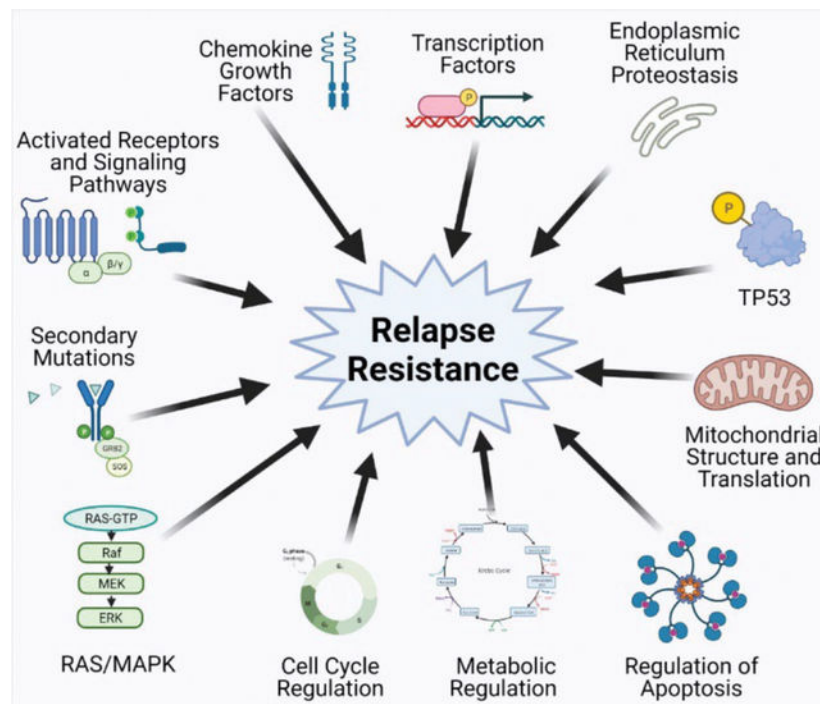 Chemokine
Growth
Factors
Transcription
Factors
P
Endoplasmic
Reticulum
Proteostasis
Activated Receptors
and Signaling
Pathways
P
P
α
β/γ
P
TP53
Relapse
Resistance
Secondary
Mutations
P
P
GRB2
SOS
Mitochondrial
Structure and
Translation
RAS-GTP
Raf
MEK
ERK
RAS/MAPK
Cell Cycle
Regulation
Krebs Cycle
Metabolic
Regulation
Regulation of
Apoptosis